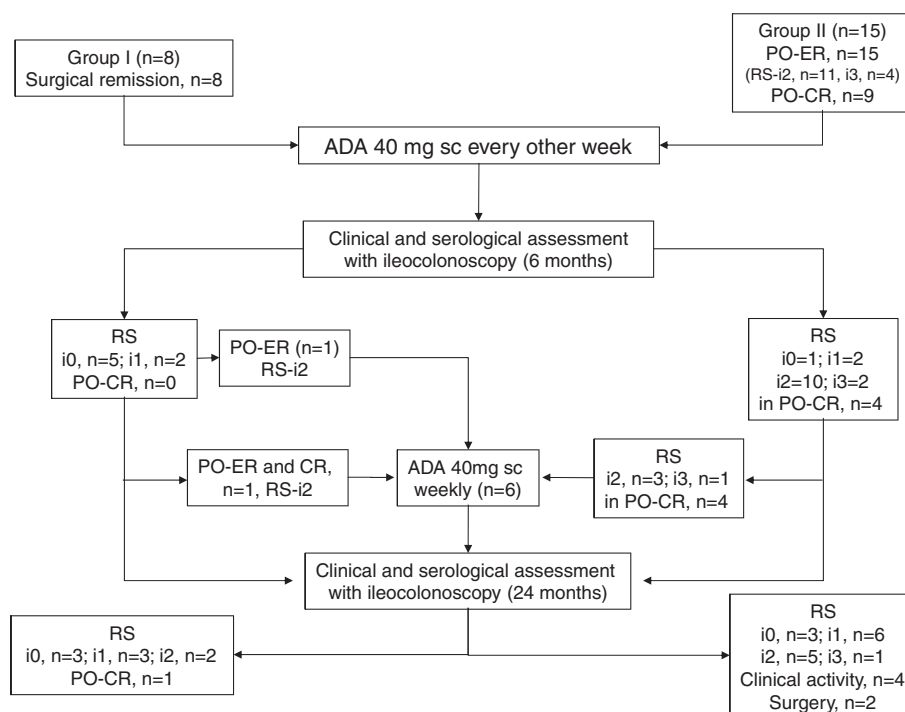 Group I (n=8)
Surgical remission, n=8
Group II (n=15)
PO-ER, n=15
(RS-i2, n=11, i3, n=4)
PO-CR, n=9
ADA 40 mg sc every other week
Clinical and serological assessment
with ileocolonoscopy (6 months)
RS
i0, n=5; i1, n=2
PO-CR, n=0
PO-ER (n=1)
RS-i2
RS
i0=1; i1=2
i2=10; i3=2
in PO-CR, n=4
PO-ER and CR,
n=1, RS-i2
ADA 40mg sc
weekly (n=6)
RS
i2, n=3; i3, n=1
in PO-CR, n=4
Clinical and serological assessment
with ileocolonoscopy (24 months)
RS
i0, n=3; i1, n=3; i2, n=2
PO-CR, n=1
RS
i0, n=3; i1, n=6
i2, n=5; i3, n=1
Clinical activity, n=4
Surgery, n=2